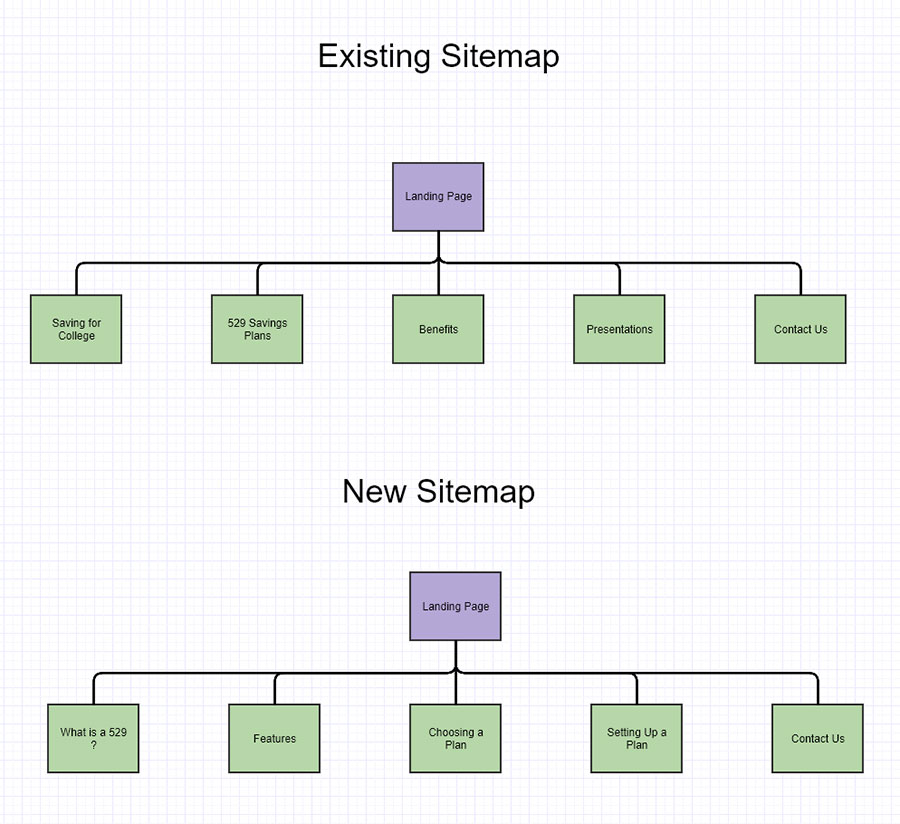 Existing Sitemap
Landing Page
Saving for
College
529 Savings
Plans
Benefits
Presentations
Contact Us
New Sitemap
Landing Page
What is a 529
?
Features
Choosing a
Plan
Setting Up a
Plan
Contact Us